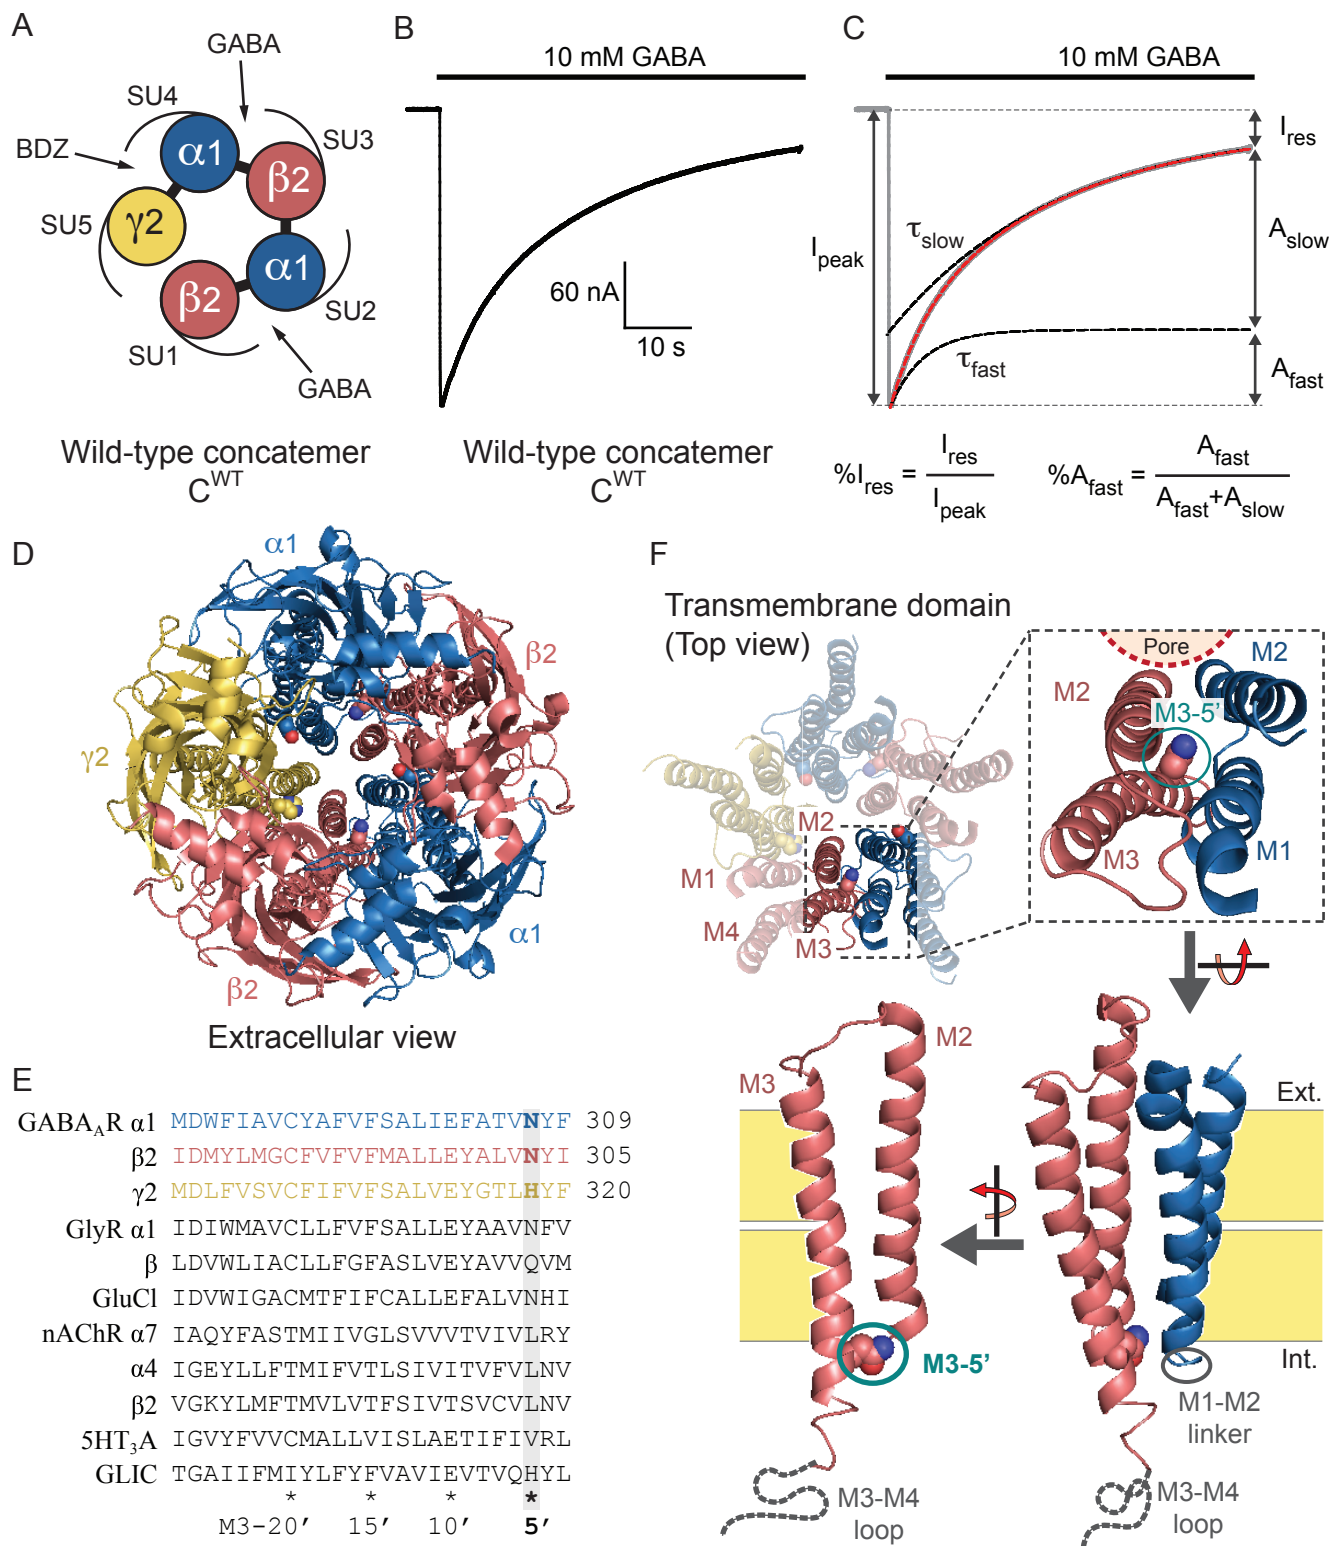 A
GABA
SU4
α1
SU3
BDZ
β2
SU5
γ2
α1
β2
SU2
SU1
GABA
Wild-type concatemer
C^WT
B
10 mM GABA
60 nA
10 s
Wild-type concatemer
C^WT
C
10 mM GABA
I_res
τ_slow
I_peak
A_slow
τ_fast
A_fast
%I_res = I_res / I_peak
%A_fast = A_fast / A_fast+A_slow
D
α1
β2
γ2
α1
β2
Extracellular view
E
GABA_AR α1 MDWFIAVCYAFVFSALIEFATVNYF 309
β2 IDMYLMGCFVFVFMALLEYALVNYI 305
γ2 MDLFVSVCFIFVFSALVEYGTLHYF 320
GlyR α1 IDIWMAVCLLFVFSALLEYAAVNFV
β LDVWLIACLLFGFASLVEYAVVQVM
GluCl IDVWIGACMTFIFCALLEFALVNHI
nAChR α7 IAQYFASTMIIVGLSVVVTVIVLRY
α4 IGEYLLFTMIFVTLSIVITVFVLNV
β2 VGKYLMFTMVLVTFSIVTSVCVLNV
5HT_3A IGVYFVVCMALLVISLAETIFIVRL
GLIC TGAIIFMIYLFYFVAVIEVTVQHYL
* * * *
M3-20′ 15′ 10′ 5′
F
Transmembrane domain
(Top view)
Pore
M2
M2
M3-5'
M3
M1
M2
M1
M4
M3
M2
M3
Ext.
Int.
M3-5'
M1-M2
linker
M3-M4
loop
M3-M4
loop